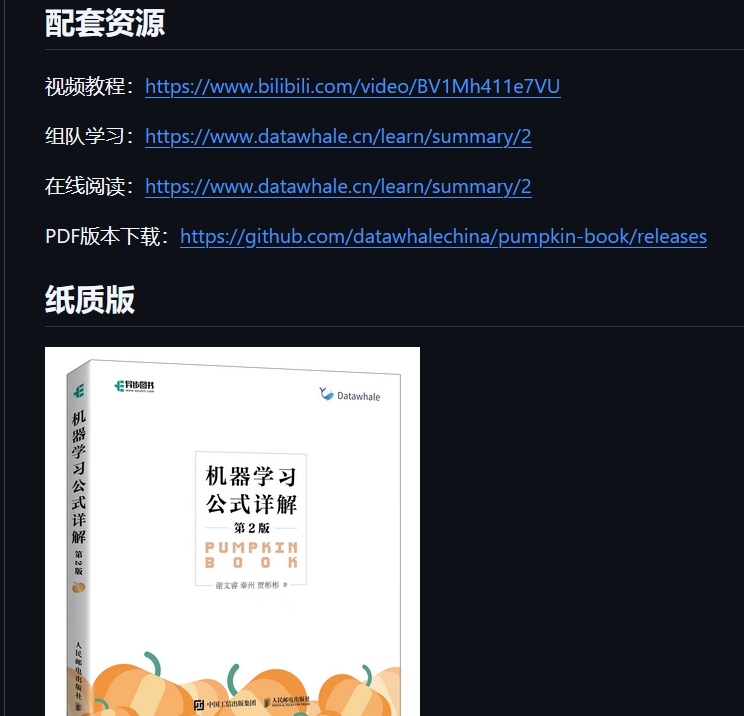 配套资源
视频教程：https://www.bilibili.com/video/BV1Mh411e7VU
组队学习：https://www.datawhale.cn/learn/summary/2
在线阅读：https://www.datawhale.cn/learn/summary/2
PDF版本下载：https://github.com/datawhalechina/pumpkin-book/releases
纸质版
异步图书
Datawhale
机器学习公式详解 第2版
人民邮电出版社
机器学习
公式详解
第2版
PUMPKIN
BOOK
谢文睿 秦州 贾彬彬 著
中国工信出版集团 人民邮电出版社